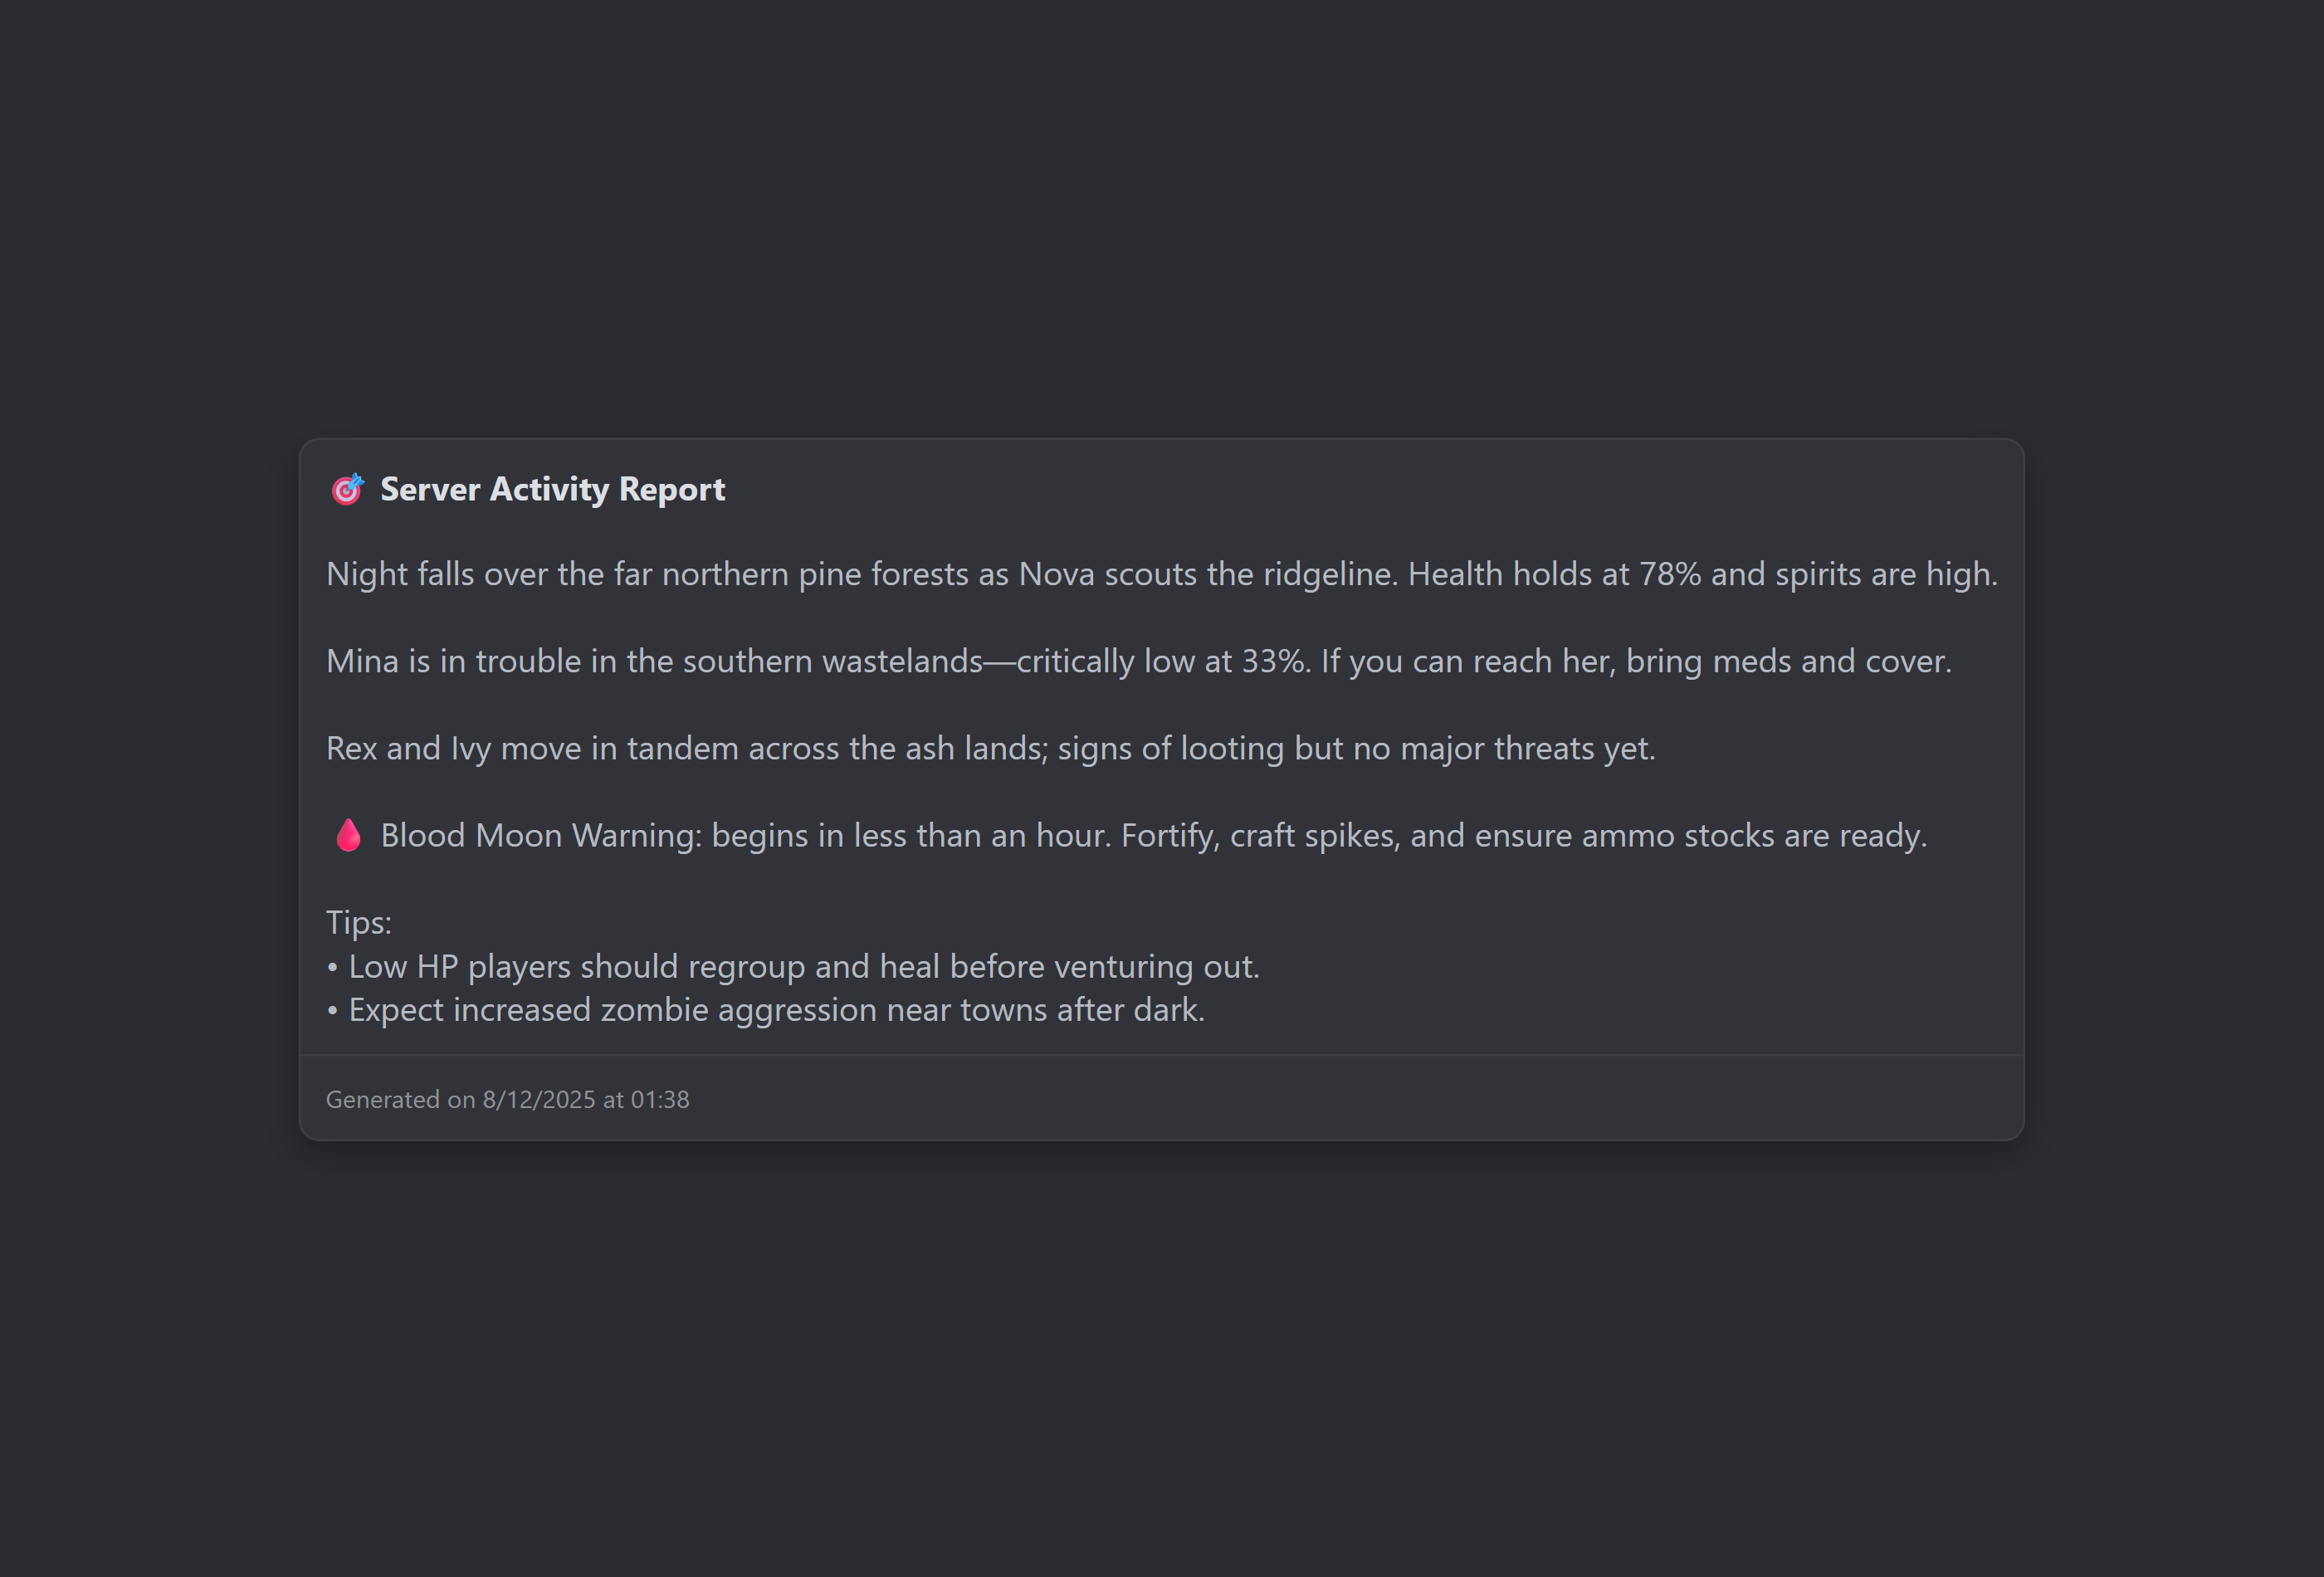 🎯 Server Activity Report
Night falls over the far northern pine forests as Nova scouts the ridgeline. Health holds at 78% and spirits are high.
Mina is in trouble in the southern wastelands—critically low at 33%. If you can reach her, bring meds and cover.
Rex and Ivy move in tandem across the ash lands; signs of looting but no major threats yet.
🩸 Blood Moon Warning: begins in less than an hour. Fortify, craft spikes, and ensure ammo stocks are ready.
Tips:
• Low HP players should regroup and heal before venturing out.
• Expect increased zombie aggression near towns after dark.
Generated on 8/12/2025 at 01:38